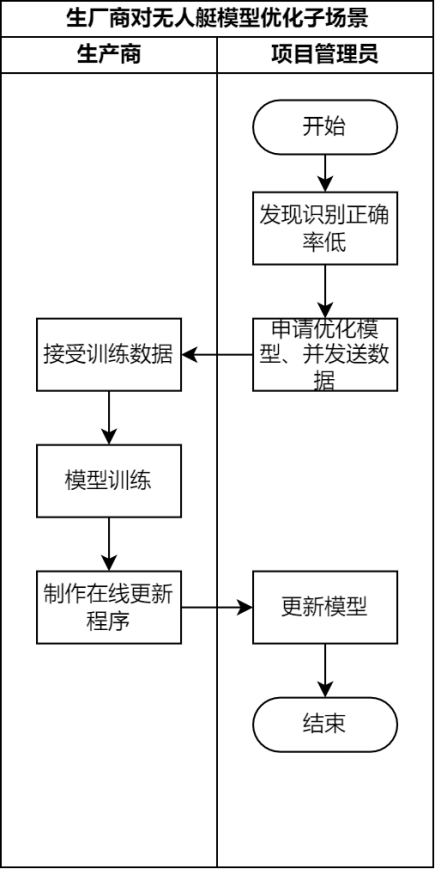 生厂商对无人艇模型优化子场景
生产商
项目管理员
开始
发现识别正确
率低
申请优化模
型、并发送数
据
接受训练数据
模型训练
制作在线更新
程序
更新模型
结束